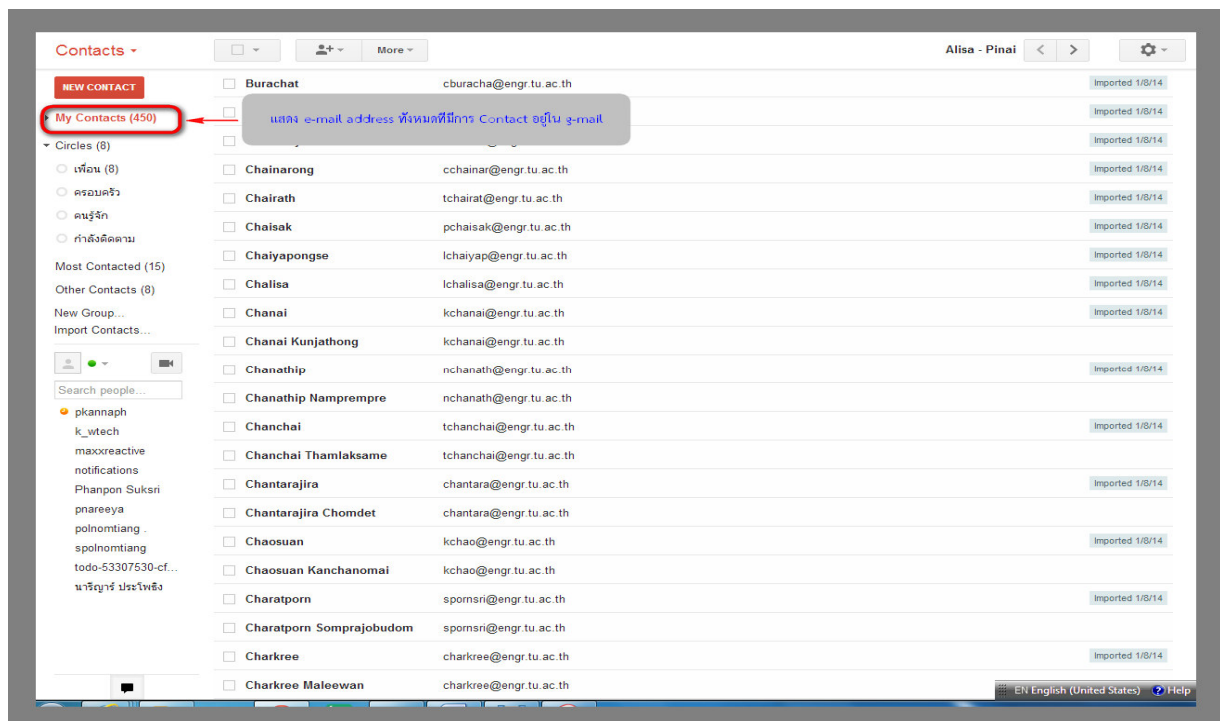 Contacts
More
Alisa - Pinai
NEW CONTACT
My Contacts (450)
Circles (8)
เพื่อน (8)
ครอบครัว
คนรู้จัก
กำลังติดตาม
Most Contacted (15)
Other Contacts (8)
New Group...
Import Contacts...
Search people...
pkannaph
k_wtech
maxxreactive
notifications
Phanpon Suksri
pnareeya
polnomtiang .
spolnomtiang
todo-53307530-cf...
นาริญาร์ ประโพธิง
แสดง e-mail address ทั้งหมดที่มีการ Contact อยู่ใน g-mail
Burachat cburacha@engr.tu.ac.th Imported 1/8/14
Imported 1/8/14
Imported 1/8/14
Chainarong cchainar@engr.tu.ac.th Imported 1/8/14
Chairath tchairat@engr.tu.ac.th Imported 1/8/14
Chaisak pchaisak@engr.tu.ac.th Imported 1/8/14
Chaiyapongse lchaiyap@engr.tu.ac.th Imported 1/8/14
Chalisa lchalisa@engr.tu.ac.th Imported 1/8/14
Chanai kchanai@engr.tu.ac.th Imported 1/8/14
Chanai Kunjathong kchanai@engr.tu.ac.th
Chanathip nchanath@engr.tu.ac.th Imported 1/8/14
Chanathip Namprempre nchanath@engr.tu.ac.th
Chanchai tchanchai@engr.tu.ac.th Imported 1/8/14
Chanchai Thamlaksame tchanchai@engr.tu.ac.th
Chantarajira chantara@engr.tu.ac.th Imported 1/8/14
Chantarajira Chomdet chantara@engr.tu.ac.th
Chaosuan kchao@engr.tu.ac.th Imported 1/8/14
Chaosuan Kanchanomai kchao@engr.tu.ac.th
Charatporn spornsri@engr.tu.ac.th Imported 1/8/14
Charatporn Somprajobudom spornsri@engr.tu.ac.th
Charkree charkree@engr.tu.ac.th Imported 1/8/14
Charkree Maleewan charkree@engr.tu.ac.th
EN English (United States) Help